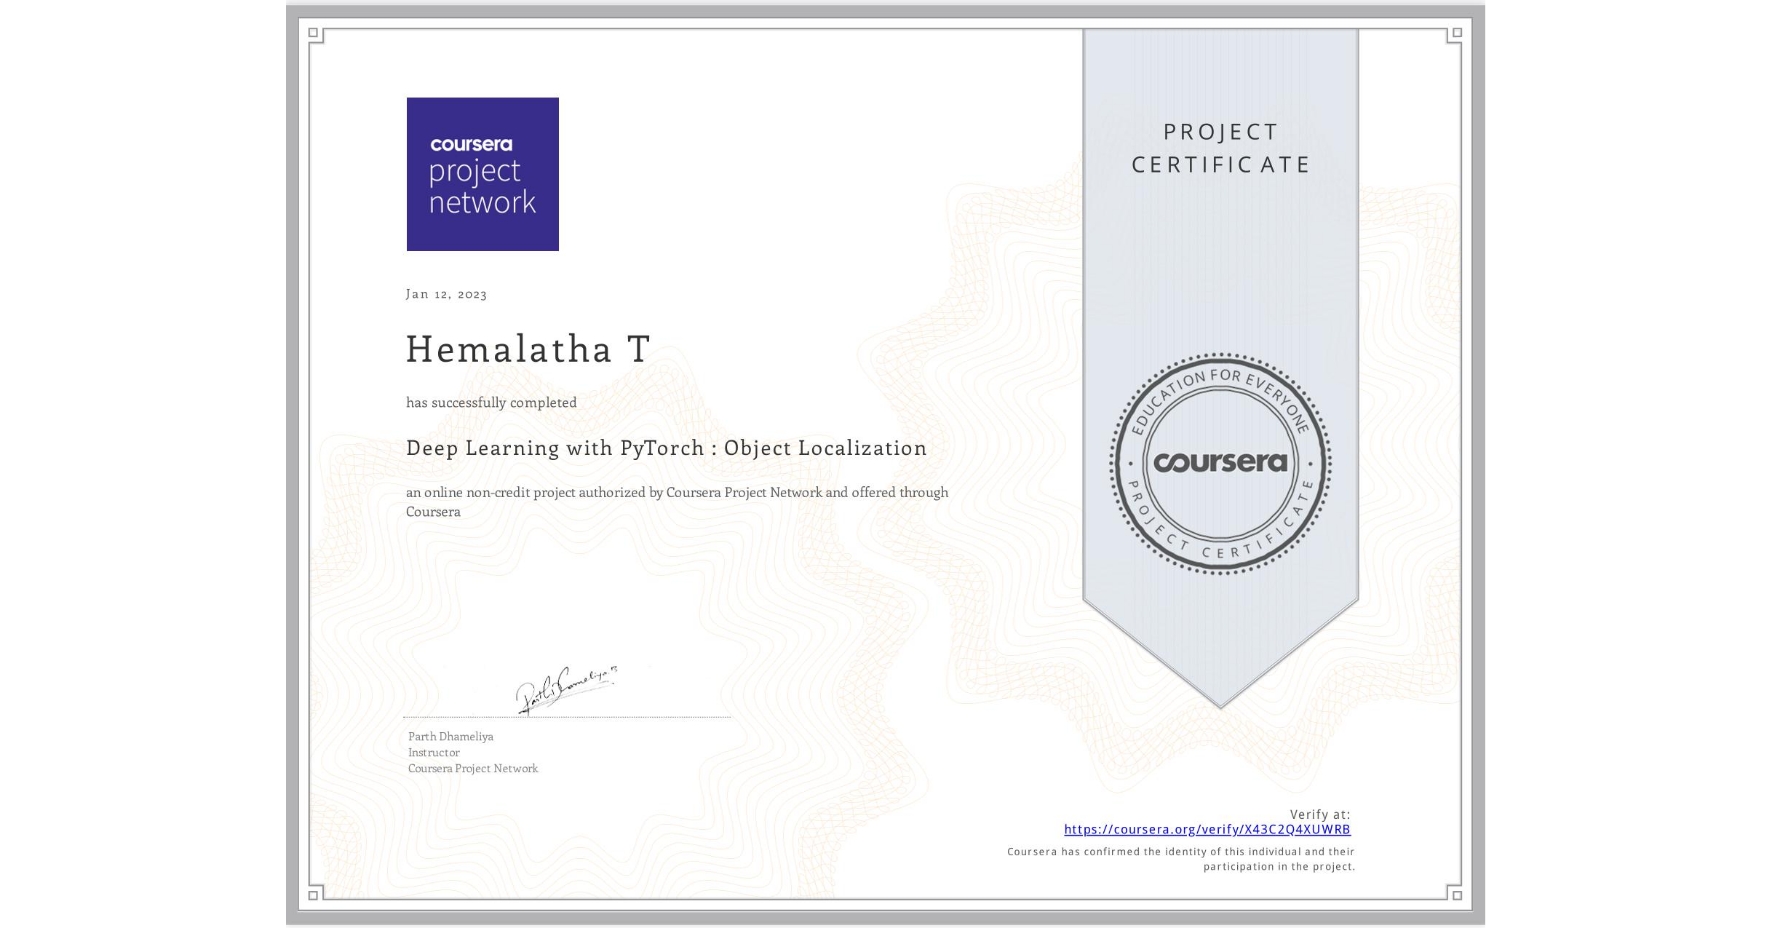 coursera
project
network
PROJECT
CERTIFICATE
Jan 12, 2023
Hemalatha T
has successfully completed
Deep Learning with PyTorch : Object Localization
an online non-credit project authorized by Coursera Project Network and offered through
Coursera
EDUCATION FOR EVERYONE
coursera
PROJECT CERTIFICATE
Parth Dhameliya
Parth Dhameliya
Instructor
Coursera Project Network
Verify at:
https://coursera.org/verify/X43C2Q4XUWRB
Coursera has confirmed the identity of this individual and their
participation in the project.